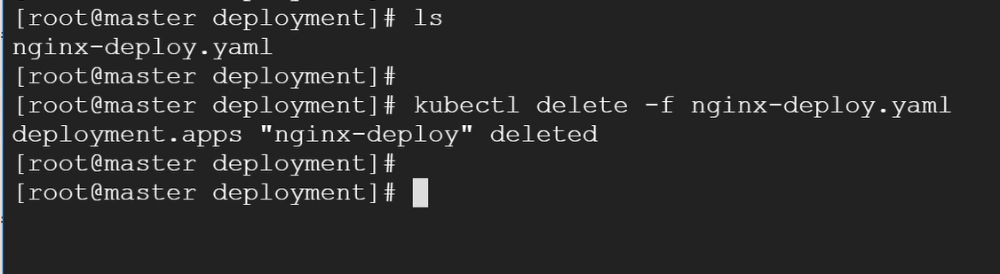 [root@master deployment]# ls
nginx-deploy.yaml
[root@master deployment]#
[root@master deployment]# kubectl delete -f nginx-deploy.yaml
deployment.apps "nginx-deploy" deleted
[root@master deployment]#
[root@master deployment]#